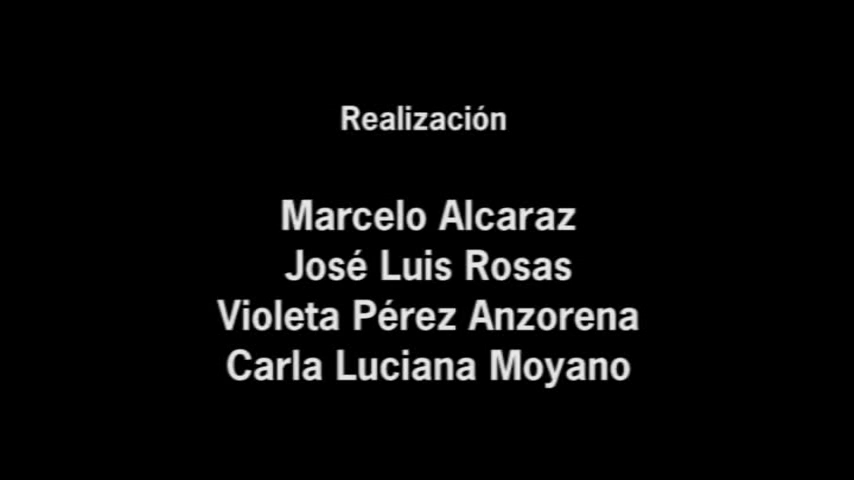 Realización
Marcelo Alcaraz
José Luis Rosas
Violeta Pérez Anzorena
Carla Luciana Moyano